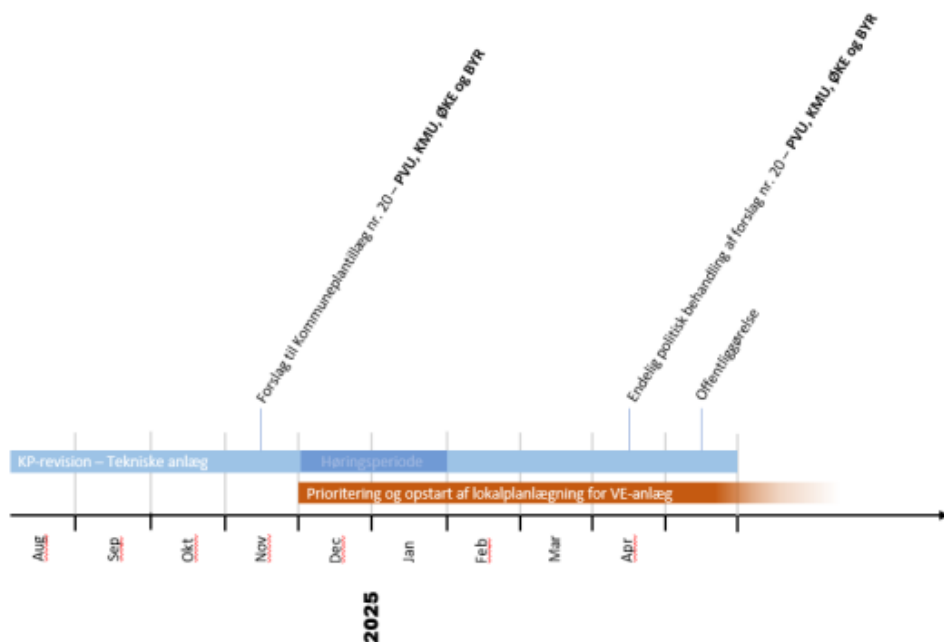 Forslag til Kommuneplantillæg nr. 20 – PVU, KMU, ØKE og BYR
Endelig politisk behandling af forslag nr. 20 – PVU, KMU, ØKE og BYR
Offentliggørelse
KP-revision – Tekniske anlæg
Høringsperiode
Prioritering og opstart af lokalplanlægning for VE-anlæg
Aug
Sep
Okt
Nov
Dec
Jan
Feb
Mar
Apr
2025